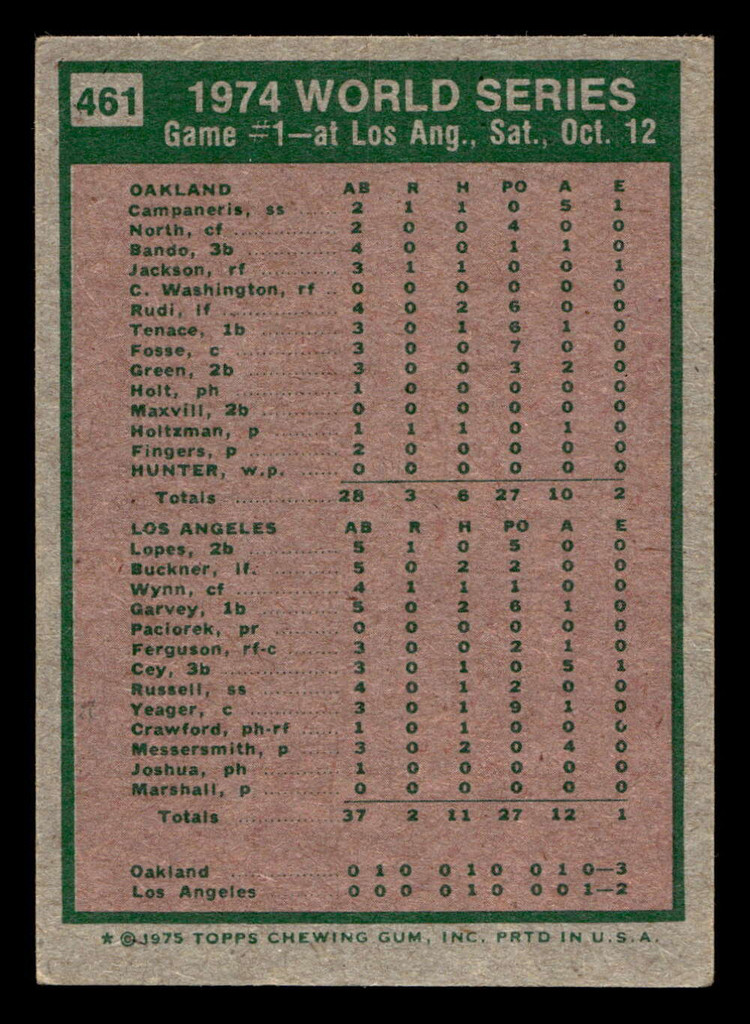 461
1974 WORLD SERIES
Game #1—at Los Ang., Sat., Oct. 12
OAKLAND AB R H PO A E
Campaneris, ss ...... 2 1 1 0 5 1
North, cf ............... 2 0 0 4 0 0
Bando, 3b ............ 4 0 0 1 1 0
Jackson, rf ........... 3 1 1 0 0 1
C. Washington, rf .. 0 0 0 0 0 0
Rudi, lf ................ 4 0 2 6 0 0
Tenace, 1b ........... 3 0 1 6 1 0
Fosse, c ............... 3 0 0 7 0 0
Green, 2b ............. 3 0 0 3 2 0
Holt, ph ............... 1 0 0 0 0 0
Maxvill, 2b ........... 0 0 0 0 0 0
Holtzman, p .......... 1 1 1 0 1 0
Fingers, p ............. 2 0 0 0 0 0
HUNTER, w.p. ...... 0 0 0 0 0 0
Totals ............... 28 3 6 27 10 2
LOS ANGELES AB R H PO A E
Lopes, 2b ............. 5 1 0 5 0 0
Buckner, lf. .......... 5 0 2 2 0 0
Wynn, cf .............. 4 1 1 1 0 0
Garvey, 1b ........... 5 0 2 6 1 0
Paciorek, pr ......... 0 0 0 0 0 0
Ferguson, rf-c ....... 3 0 0 2 1 0
Cey, 3b ................ 3 0 1 0 5 1
Russell, ss ............ 4 0 1 2 0 0
Yeager, c ............. 3 0 1 9 1 0
Crawford, ph-rf ..... 1 0 1 0 0 0
Messersmith, p ...... 3 0 2 0 4 0
Joshua, ph ........... 1 0 0 0 0 0
Marshall, p ........... 0 0 0 0 0 0
Totals ............... 37 2 11 27 12 1
Oakland ............... 0 1 0 0 1 0 0 1 0—3
Los Angeles .......... 0 0 0 0 1 0 0 0 1—2
* ©1975 TOPPS CHEWING GUM, INC. PRTD IN U.S.A.